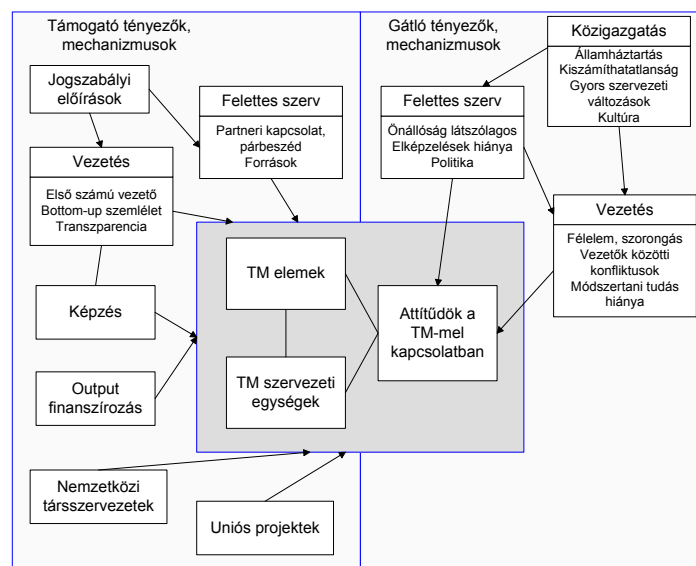 Támogató tényezők,
mechanizmusok
Jogszabályi
előírások
Felettes szerv
Partneri kapcsolat,
párbeszéd
Források
Vezetés
Első számú vezető
Bottom-up szemlélet
Transzparencia
Képzés
Output
finanszírozás
Nemzetközi
társszervezetek
Uniós projektek
TM elemek
TM szervezeti
egységek
Attítűdök a
TM-mel
kapcsolatban
Gátló tényezők,
mechanizmusok
Közigazgatás
Államháztartás
Kiszámíthatatlanság
Gyors szervezeti
változások
Kultúra
Felettes szerv
Önállóság látszólagos
Elképzelések hiánya
Politika
Vezetés
Félelem, szorongás
Vezetők közötti
konfliktusok
Módszertani tudás
hiánya